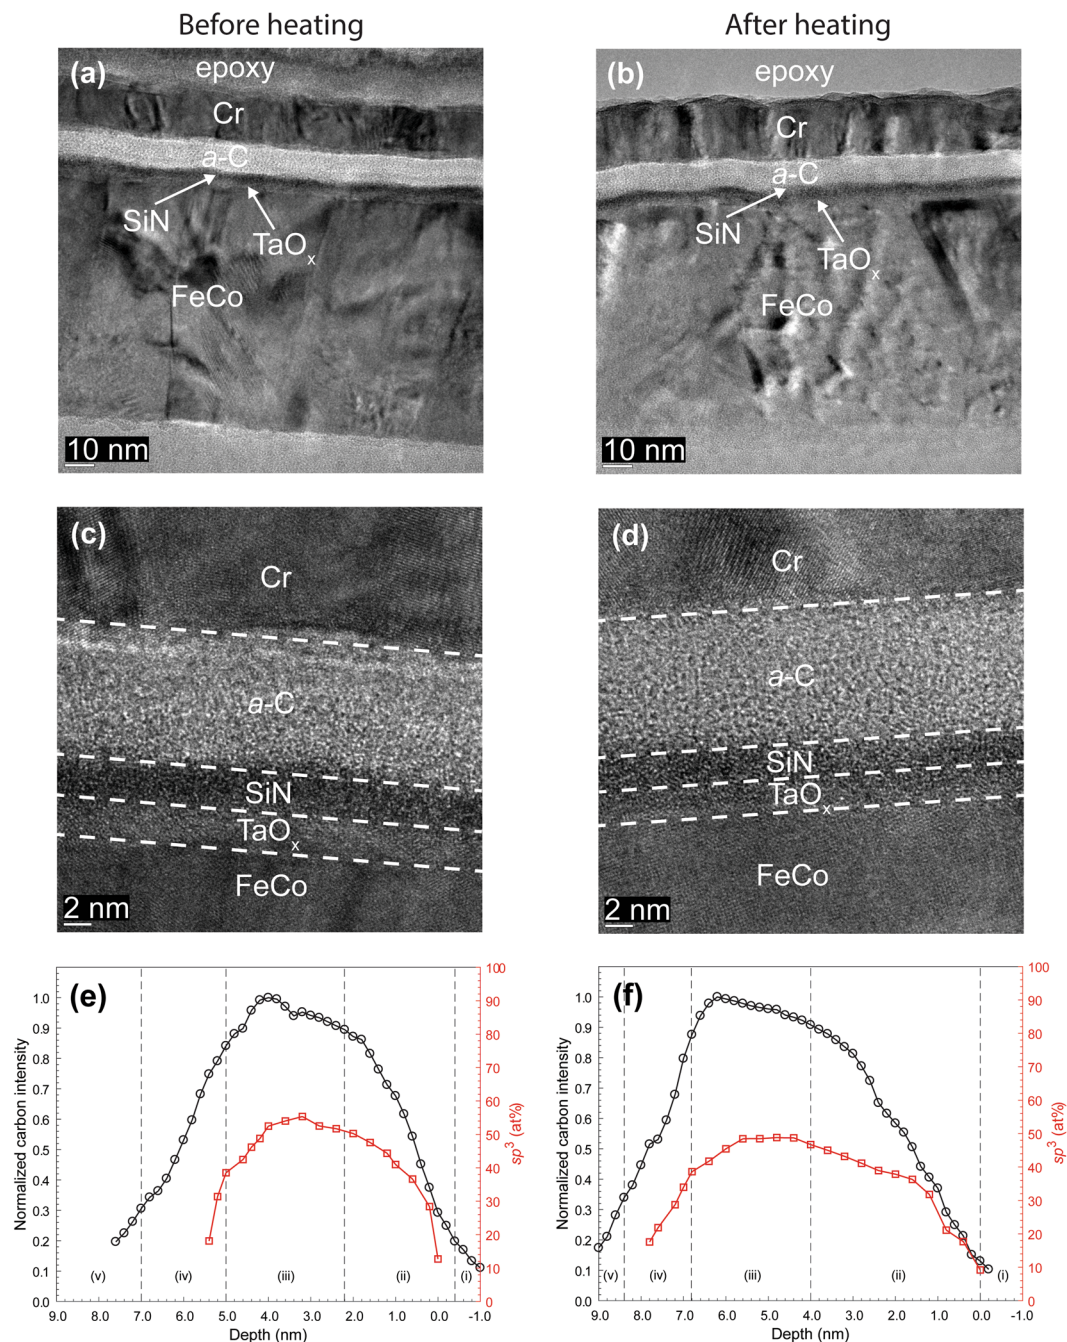 Before heating
After heating
(a)
epoxy
Cr
a-C
SiN
TaOₓ
FeCo
10 nm
(b)
epoxy
Cr
a-C
SiN
TaOₓ
FeCo
10 nm
(c)
Cr
a-C
SiN
TaOₓ
FeCo
2 nm
(d)
Cr
a-C
SiN
TaOₓ
FeCo
2 nm
(e)
Normalized carbon intensity
1.0
0.9
0.8
0.7
0.6
0.5
0.4
0.3
0.2
0.1
0.0
100
90
80
70
60
50
40
30
20
10
0
sp³ (at%)
(v)
(iv)
(iii)
(ii)
(i)
9.0 8.0 7.0 6.0 5.0 4.0 3.0 2.0 1.0 0.0 -1.0
Depth (nm)
(f)
Normalized carbon intensity
1.0
0.9
0.8
0.7
0.6
0.5
0.4
0.3
0.2
0.1
0.0
100
90
80
70
60
50
40
30
20
10
0
sp³ (at%)
(v)
(iv)
(iii)
(ii)
(i)
9.0 8.0 7.0 6.0 5.0 4.0 3.0 2.0 1.0 0.0 -1.0
Depth (nm)